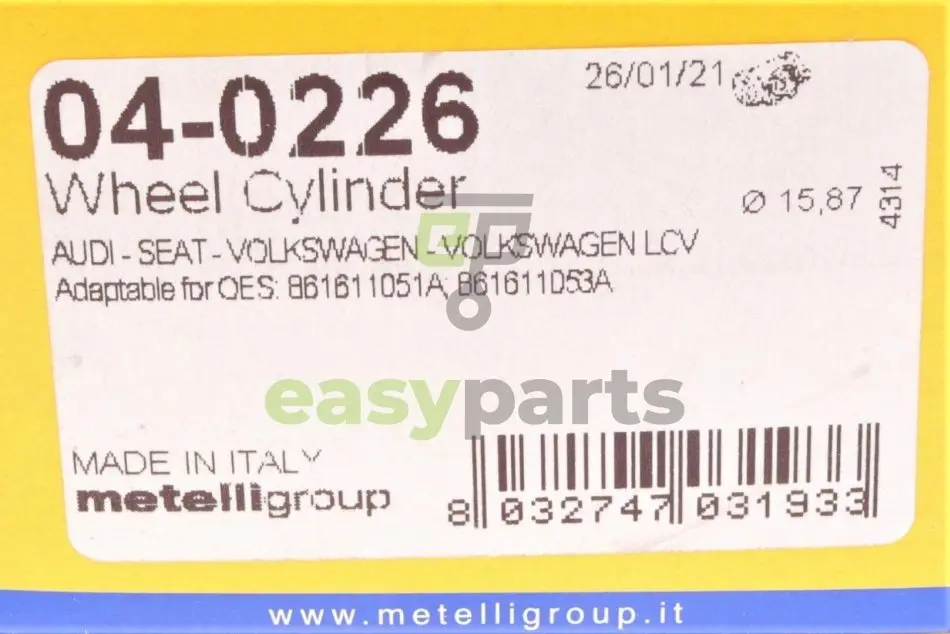 04-0226
26/01/21
Wheel Cylinder
Ø 15,87
4314
AUDI - SEAT - VOLKSWAGEN - VOLKSWAGEN LCV
Adaptable for OES: 861611051A; 861611053A
easyparts
MADE IN ITALY
metelligroup
8 032747 031933
www.metelligroup.it